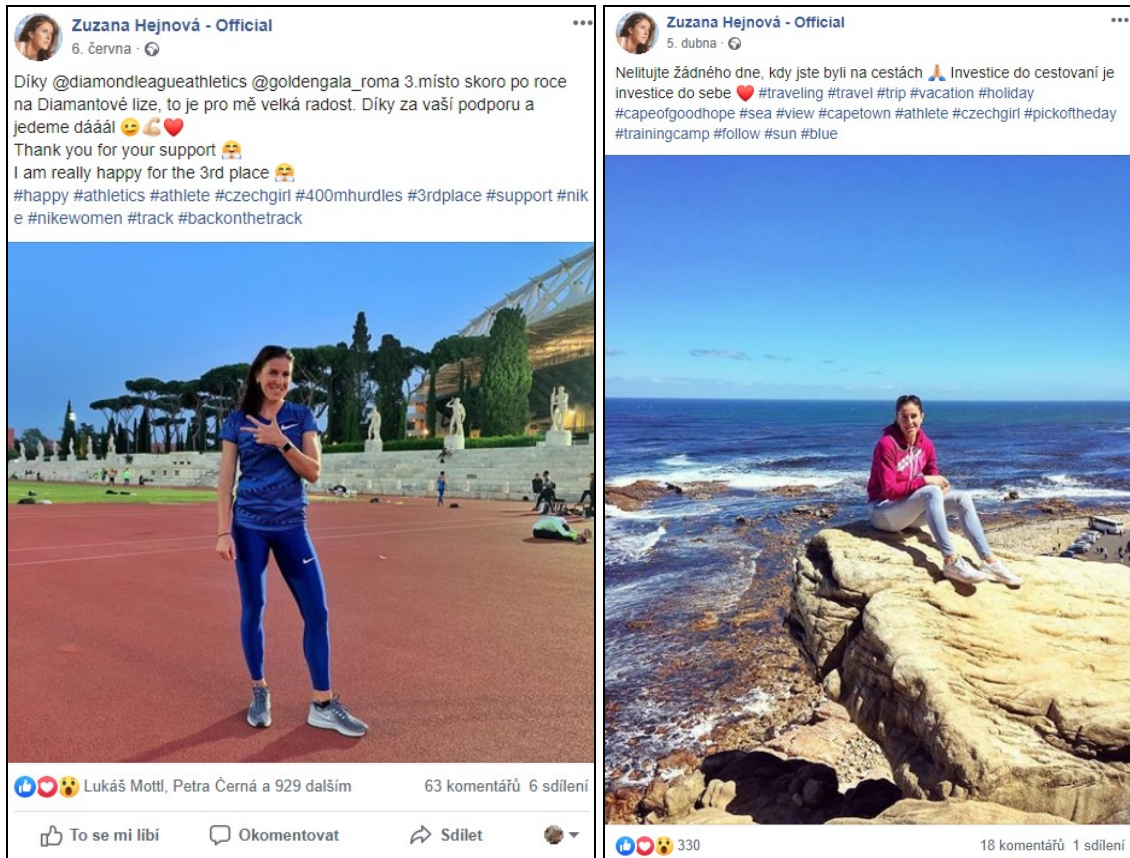 Zuzana Hejnová - Official
6. června ·
Díky @diamondleagueathletics @goldengala_roma 3.místo skoro po roce
na Diamantové lize, to je pro mě velká radost. Díky za vaší podporu a
jedeme dááál 😉💪🏼❤️
Thank you for your support 🤗
I am really happy for the 3rd place 🤗
#happy #athletics #athlete #czechgirl #400mhurdles #3rdplace #support #nik
e #nikewomen #track #backonthetrack
Lukáš Mottl, Petra Černá a 929 dalším
63 komentářů 6 sdílení
To se mi líbí
Okomentovat
Sdílet
Zuzana Hejnová - Official
5. dubna ·
Nelitujte žádného dne, kdy jste byli na cestách 🙏🏼 Investice do cestovaní je
investice do sebe ❤️ #traveling #travel #trip #vacation #holiday
#capeofgoodhope #sea #view #capetown #athlete #czechgirl #pickoftheday
#trainingcamp #follow #sun #blue
330
18 komentářů 1 sdílení